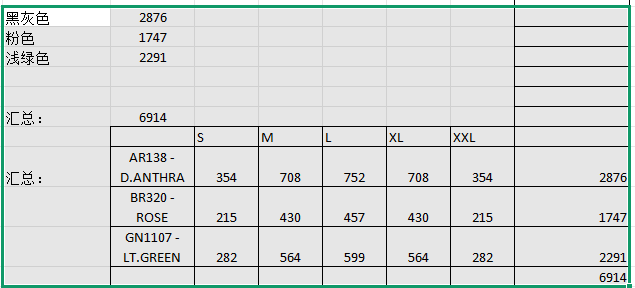 黑灰色 2876
粉色 1747
浅绿色 2291
汇总： 6914
S M L XL XXL
汇总： AR138 - D.ANTHRA 354 708 752 708 354 2876
BR320 - ROSE 215 430 457 430 215 1747
GN1107 - LT.GREEN 282 564 599 564 282 2291
6914